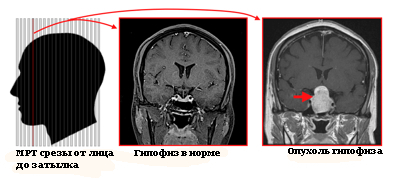 МРТ срезы от лица
до затылка
Гипофиз в норме
Опухоль гипофиза